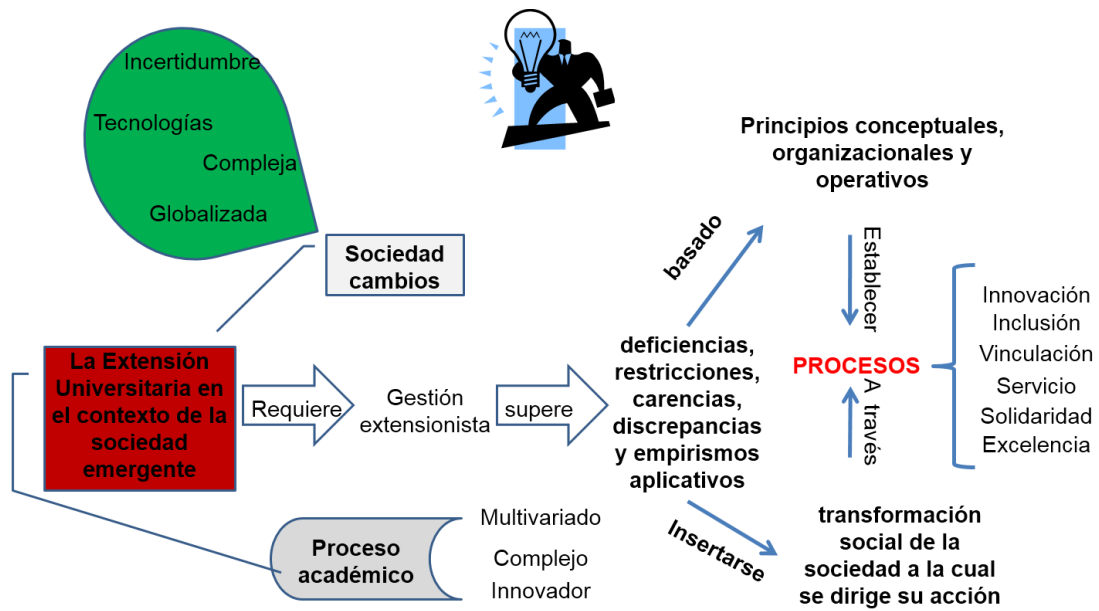 Incertidumbre
Tecnologías
Compleja
Globalizada
Sociedad
cambios
La Extensión
Universitaria en
el contexto de la
sociedad
emergente
Requiere
Gestión
extensionista
supere
deficiencias,
restricciones,
carencias,
discrepancias
y empirismos
aplicativos
basado
Principios conceptuales,
organizacionales y
operativos
Establecer
PROCESOS
A través
Insertarse
transformación
social de la
sociedad a la cual
se dirige su acción
Innovación
Inclusión
Vinculación
Servicio
Solidaridad
Excelencia
Proceso
académico
Multivariado
Complejo
Innovador